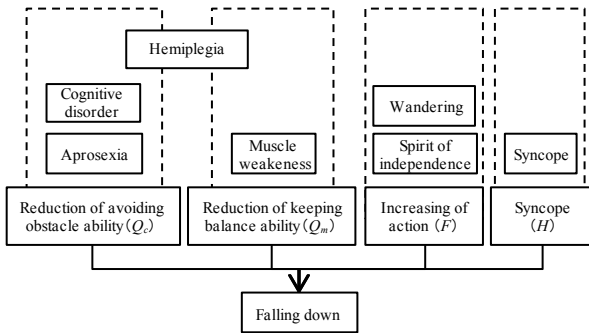 Hemiplegia
Cognitive
disorder
Aprosexia
Muscle
weakeness
Wandering
Spirit of
independence
Syncope
Reduction of avoiding
obstacle ability(Qc)
Reduction of keeping
balance ability(Qm)
Increasing of
action (F)
Syncope
(H)
Falling down